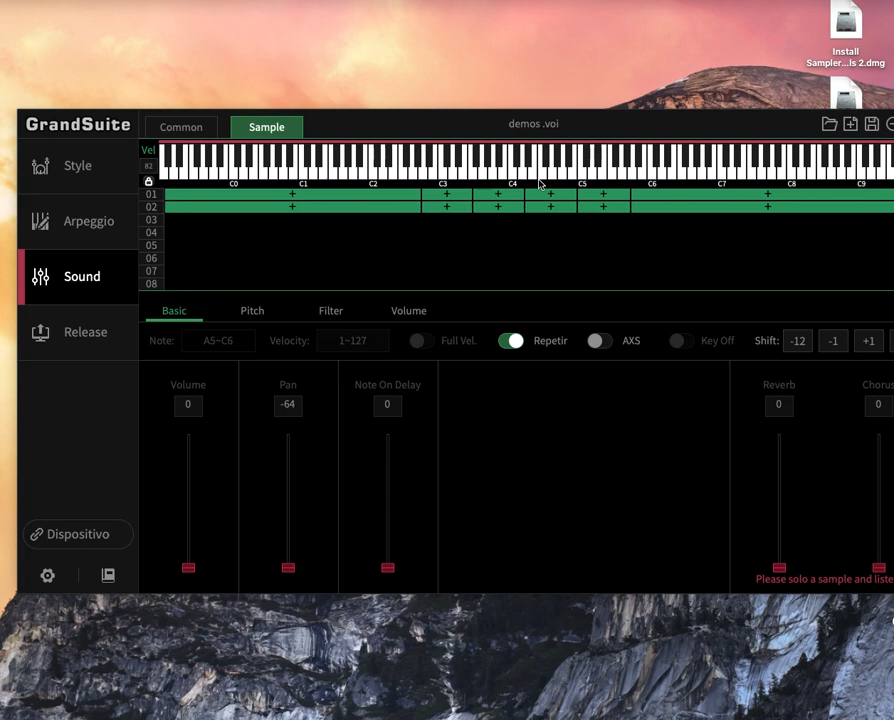 Install
Sampler...ls 2.dmg
GrandSuite
Common
Sample
demos .voi
Style
Arpeggio
Sound
Release
Dispositivo
Vel
82
C0 C1 C2 C3 C4 C5 C6 C7 C8 C9
01 + + + + + +
02 + + + + + +
03
04
05
06
07
08
Basic Pitch Filter Volume
Note: A5~C6 Velocity: 1~127 Full Vel. Repetir AXS Key Off Shift: -12 -1 +1
Volume Pan Note On Delay Reverb Chorus
0 -64 0 0 0
Please solo a sample and liste